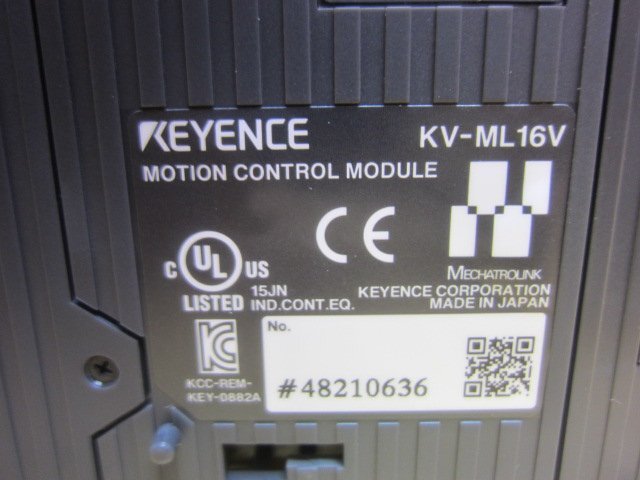 KEYENCE KV-ML16V
MOTION CONTROL MODULE
CE
C UL US
LISTED
15JN
IND.CONT.EQ.
MECHATROLINK
KEYENCE CORPORATION
MADE IN JAPAN
KC
KCC-REM-
KEY-0882A
No.
#48210636